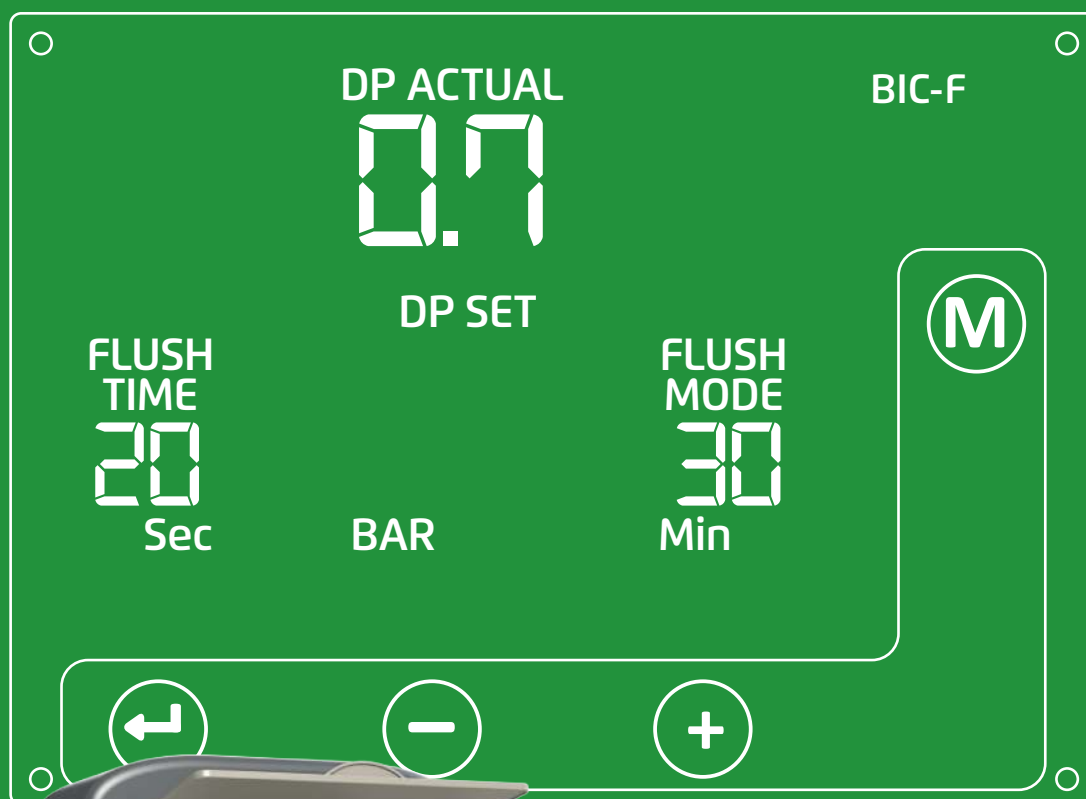 DP ACTUAL
BIC-F
0.7
DP SET
M
FLUSH
TIME
20
Sec
BAR
FLUSH
MODE
30
Min